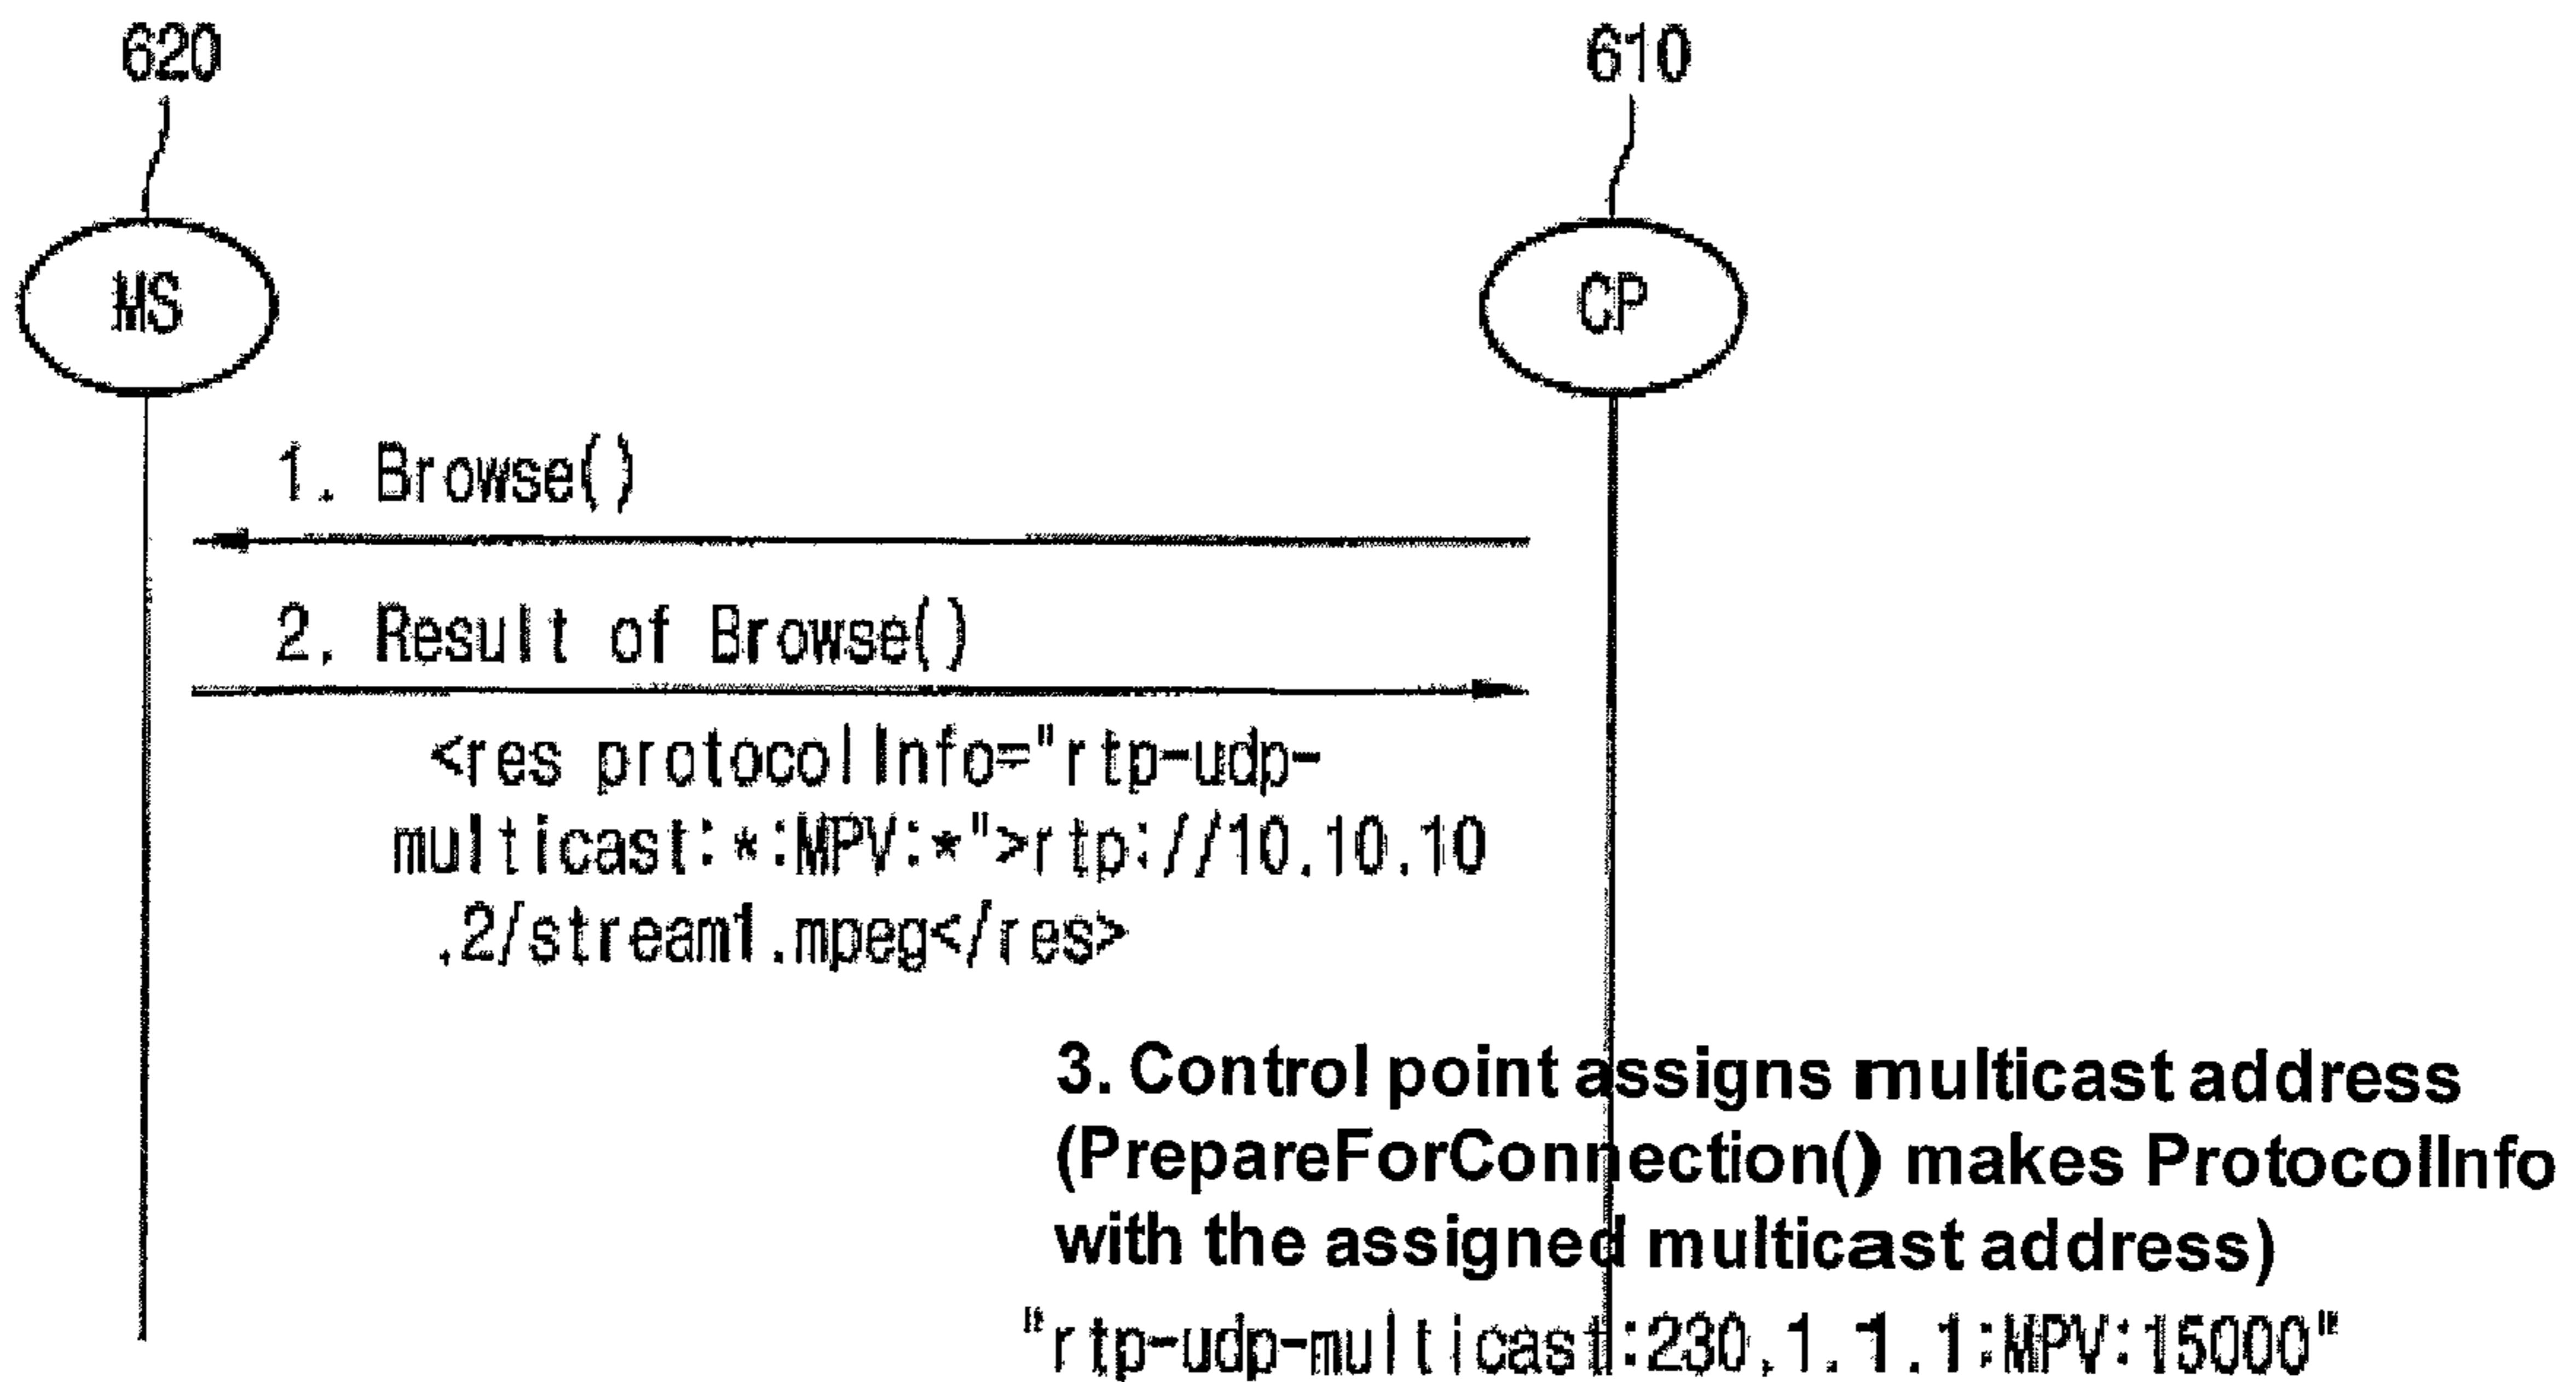 620
610
MS
CP
1. Browse()
2. Result of Browse()
<res protocolInfo="rtp-udp-
multicast:*:MPV:*">rtp://10.10.10
.2/stream1.mpeg</res>
3. Control point assigns multicast address
(PrepareForConnection() makes ProtocolInfo
with the assigned multicast address)
"rtp-udp-multicast:230.1.1.1:MPV:15000"